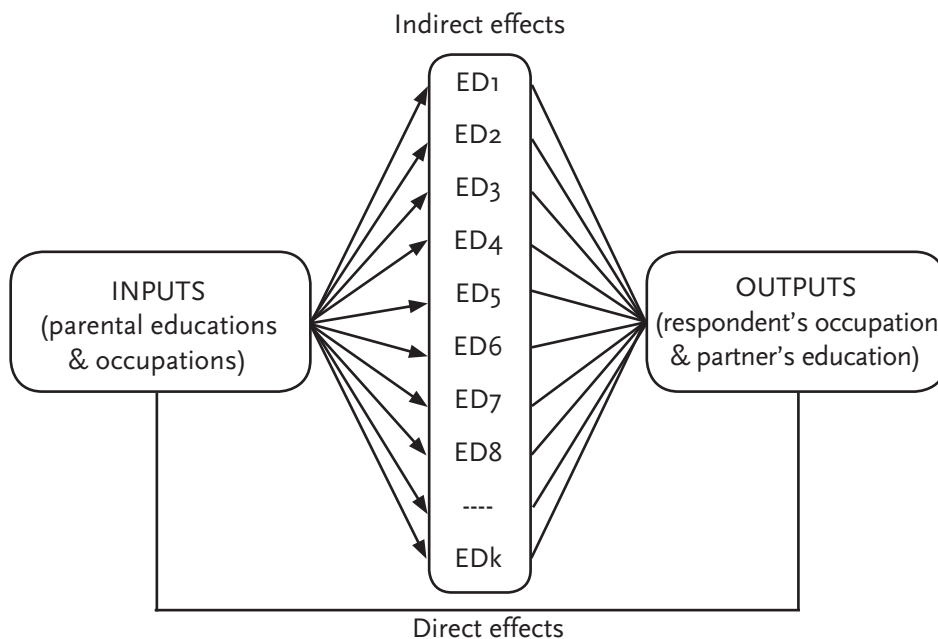 Indirect effects
ED1
ED2
ED3
ED4
ED5
ED6
ED7
ED8
----
EDk
INPUTS
(parental educations
& occupations)
OUTPUTS
(respondent’s occupation
& partner’s education)
Direct effects